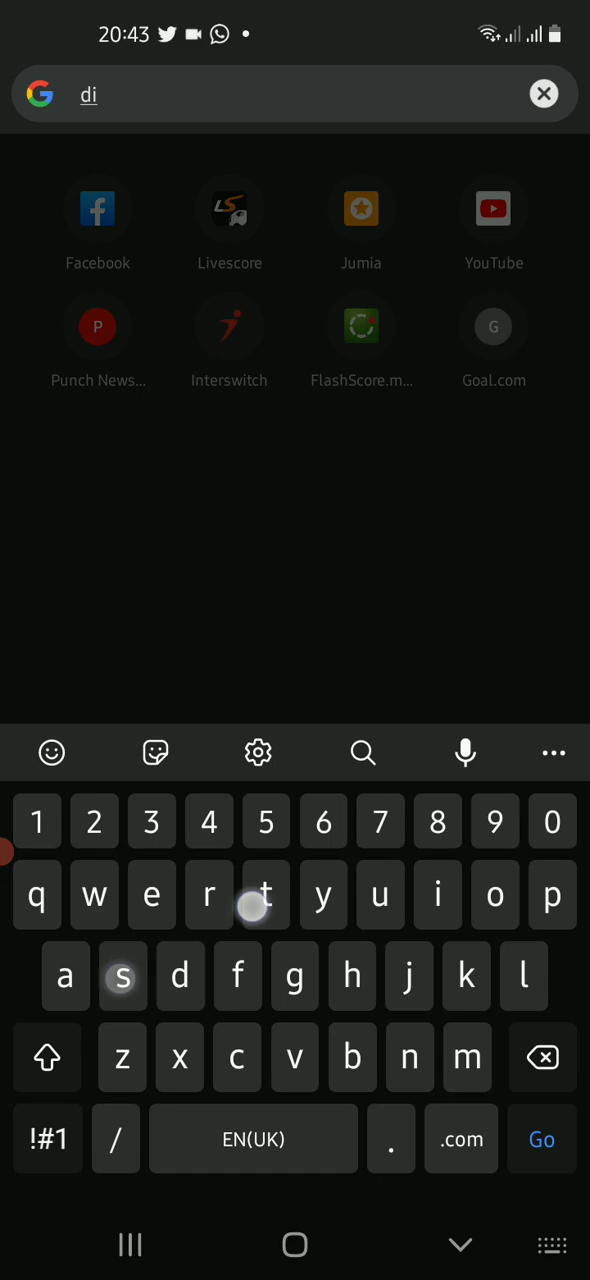 20:43
di
Facebook Livescore Jumia YouTube
P G
Punch News... Interswitch FlashScore.m... Goal.com
1 2 3 4 5 6 7 8 9 0
q w e r t y u i o p
a s d f g h j k l
z x c v b n m
!#1 / EN(UK) . .com Go